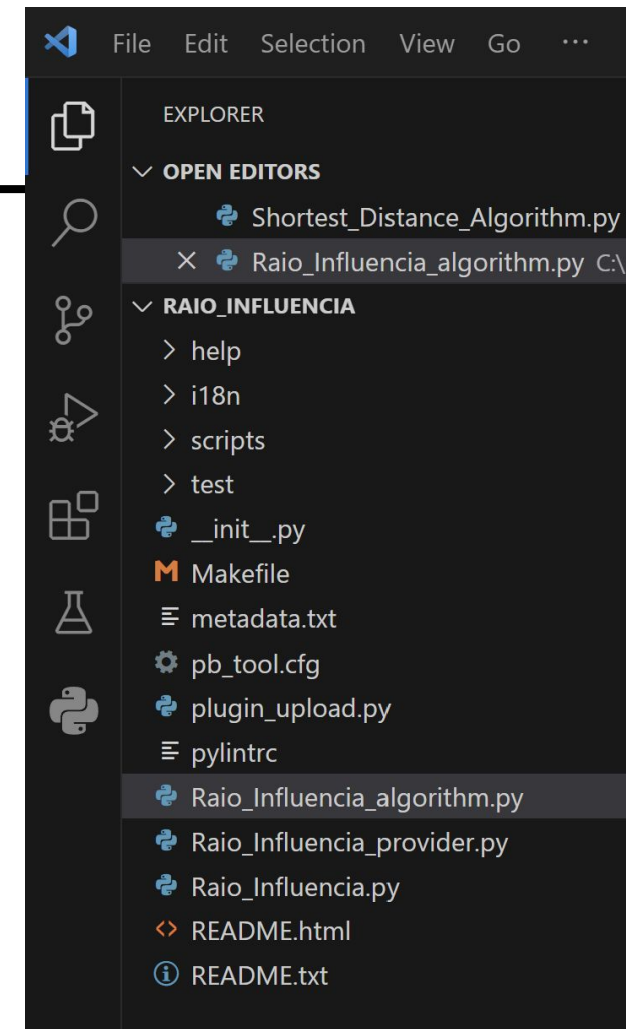 File Edit Selection View Go ...
EXPLORER
OPEN EDITORS
Shortest_Distance_Algorithm.py
Raio_Influencia_algorithm.py C:\
RAIO_INFLUENCIA
help
i18n
scripts
test
__init__.py
Makefile
metadata.txt
pb_tool.cfg
plugin_upload.py
pylintrc
Raio_Influencia_algorithm.py
Raio_Influencia_provider.py
Raio_Influencia.py
README.html
README.txt